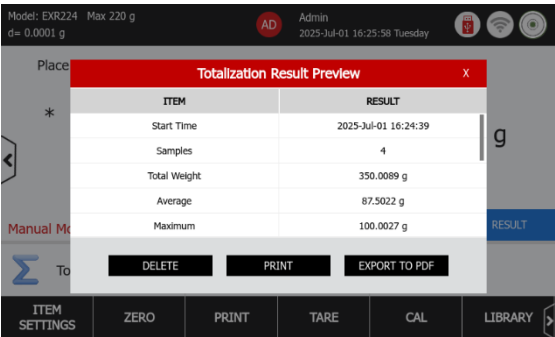 Model: EXR224 Max 220 g
d= 0.0001 g
AD
Admin
2025-Jul-01 16:25:58 Tuesday
Place
Totalization Result Preview
X
ITEM RESULT
Start Time 2025-Jul-01 16:24:39
Samples 4
Total Weight 350.0089 g
Average 87.5022 g
Maximum 100.0027 g
DELETE PRINT EXPORT TO PDF
*
g
Manual Mo
RESULT
Σ To
ITEM SETTINGS
ZERO PRINT TARE CAL LIBRARY